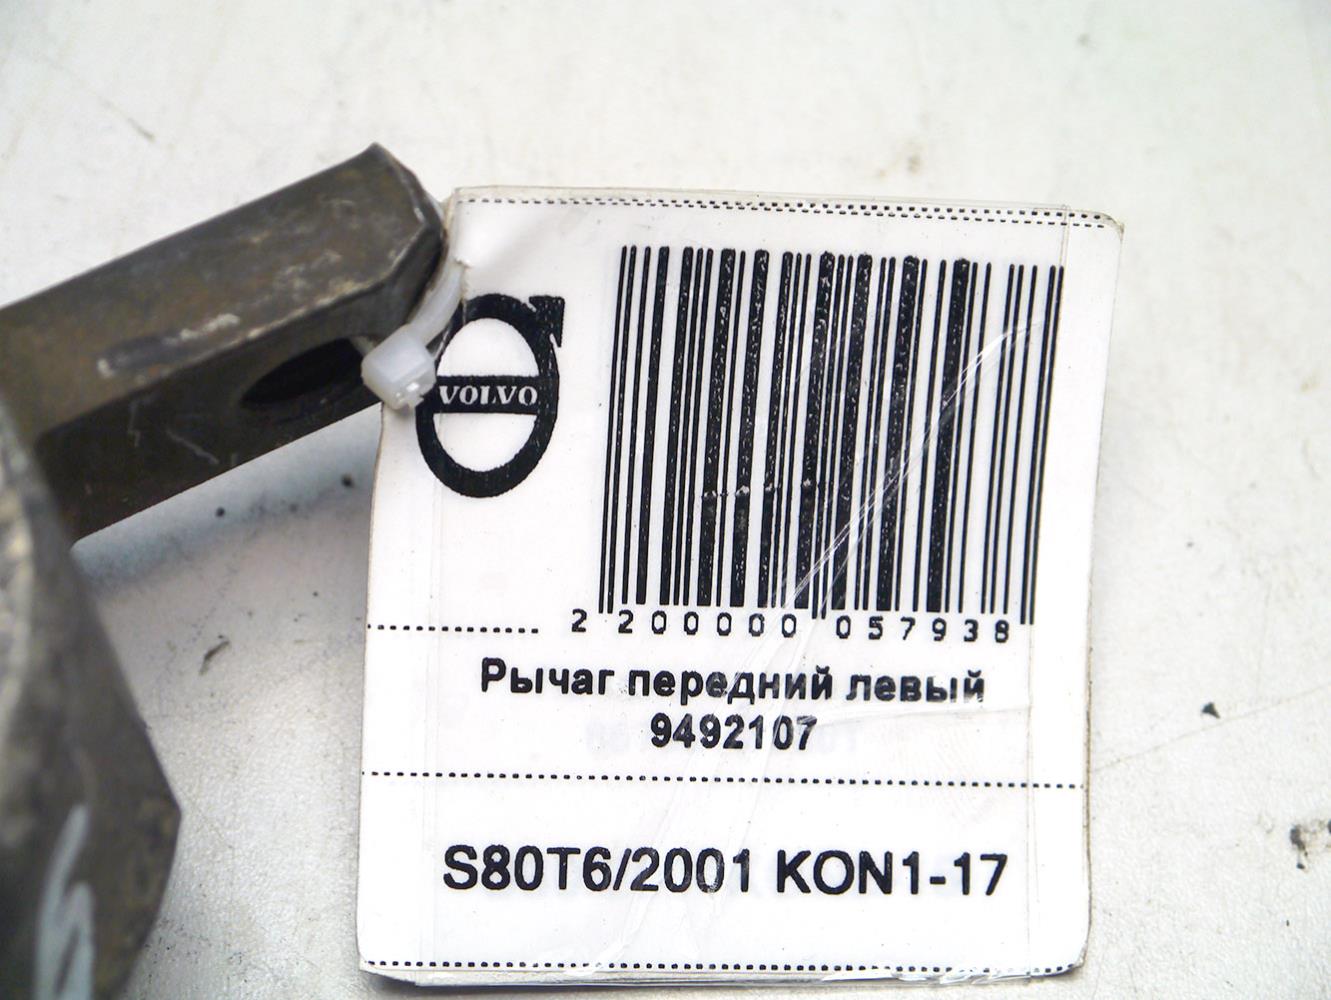 VOLVO
2 200000 057938
Рычаг передний левый
9492107
S80T6/2001 KON1-17